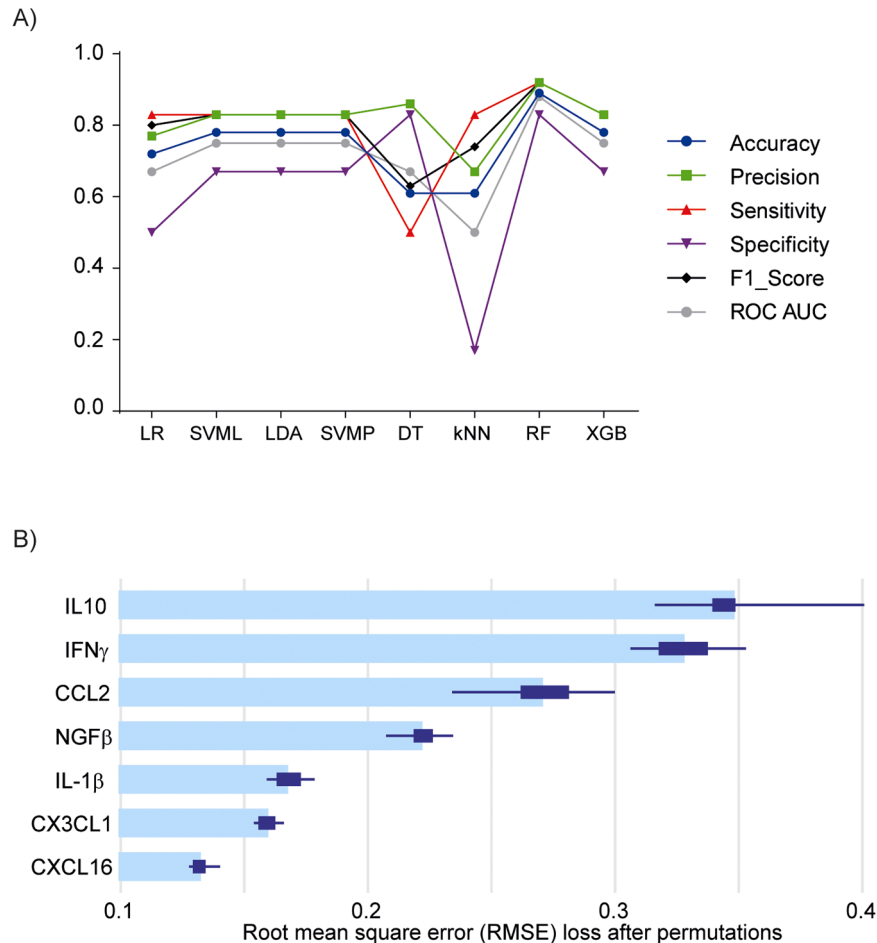 A)
1.0
0.8
0.6
0.4
0.2
0.0
LR SVML LDA SVMP DT kNN RF XGB
Accuracy
Precision
Sensitivity
Specificity
F1_Score
ROC AUC
B)
IL10
IFNγ
CCL2
NGFβ
IL-1β
CX3CL1
CXCL16
0.1 0.2 0.3 0.4
Root mean square error (RMSE) loss after permutations